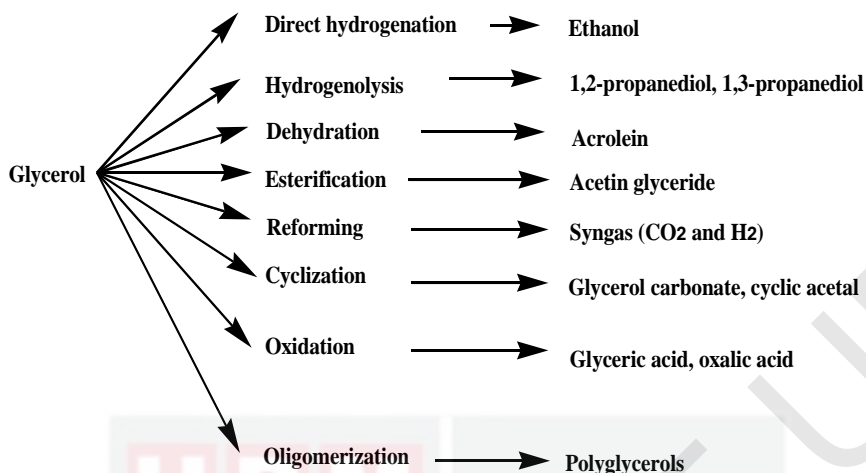 Direct hydrogenation Ethanol
Hydrogenolysis 1,2-propanediol, 1,3-propanediol
Dehydration Acrolein
Glycerol Esterification Acetin glyceride
Reforming Syngas (CO2 and H2)
Cyclization Glycerol carbonate, cyclic acetal
Oxidation Glyceric acid, oxalic acid
Oligomerization Polyglycerols